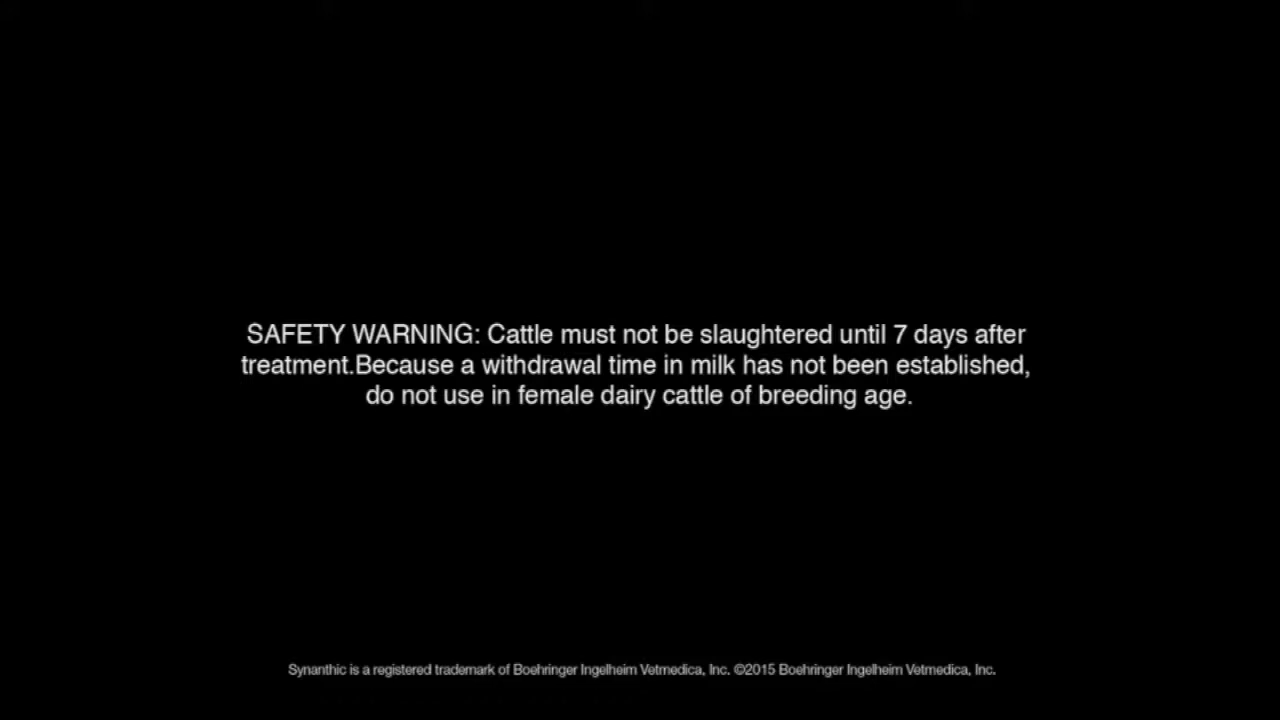 SAFETY WARNING: Cattle must not be slaughtered until 7 days after
treatment.Because a withdrawal time in milk has not been established,
do not use in female dairy cattle of breeding age.
Synanthic is a registered trademark of Boehringer Ingelheim Vetmedica, Inc. ©2015 Boehringer Ingelheim Vetmedica, Inc.